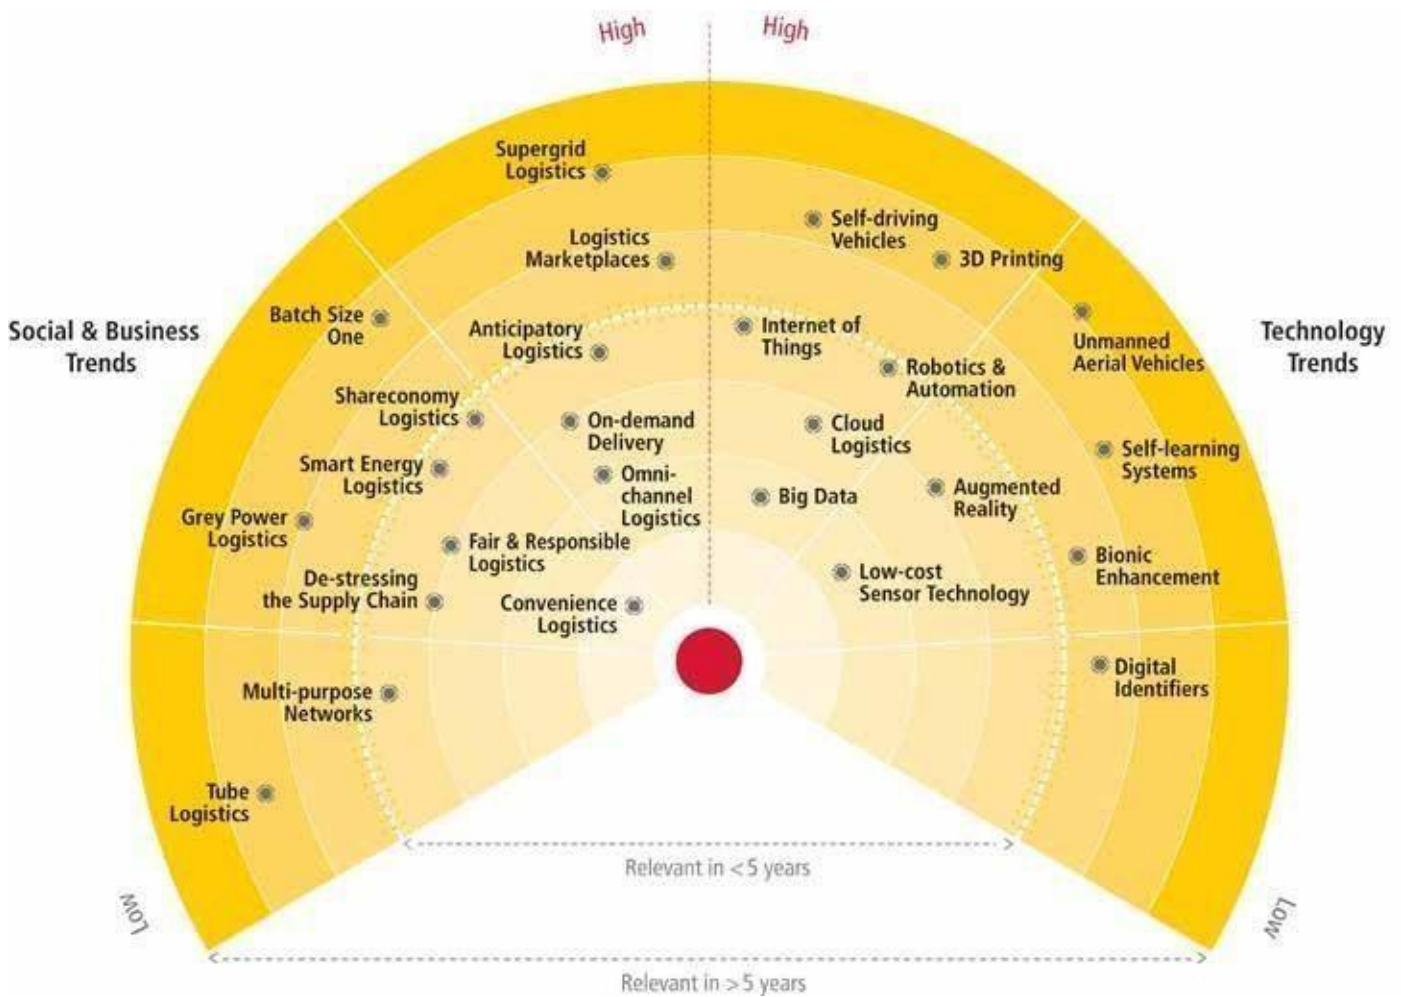 High
High
Supergrid
Logistics
Self-driving
Vehicles
Logistics
Marketplaces
3D Printing
Batch Size
One
Anticipatory
Logistics
Internet of
Things
Unmanned
Aerial Vehicles
Social & Business
Trends
Technology
Trends
Robotics &
Automation
Shareconomy
Logistics
On-demand
Delivery
Cloud
Logistics
Self-learning
Systems
Smart Energy
Logistics
Omni-
channel
Logistics
Big Data
Augmented
Reality
Grey Power
Logistics
Fair & Responsible
Logistics
Bionic
Enhancement
De-stressing
the Supply Chain
Convenience
Logistics
Low-cost
Sensor Technology
Multi-purpose
Networks
Digital
Identifiers
Tube
Logistics
Relevant in < 5 years
Low
Low
Relevant in > 5 years